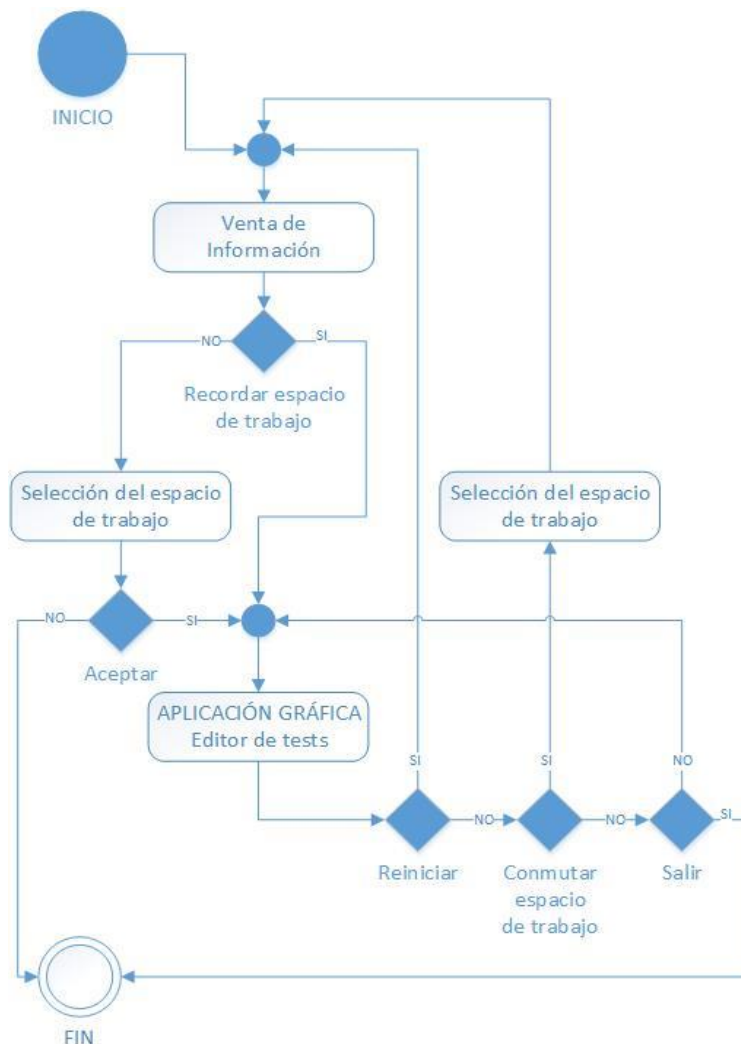 INICIO
Venta de
Información
NO
SI
Recordar espacio
de trabajo
Selección del espacio
de trabajo
Selección del espacio
de trabajo
NO
SI
Aceptar
APLICACIÓN GRÁFICA
Editor de tests
SI
SI
NO
NO
NO
SI
Reiniciar
Conmutar
espacio
de trabajo
Salir
FIN